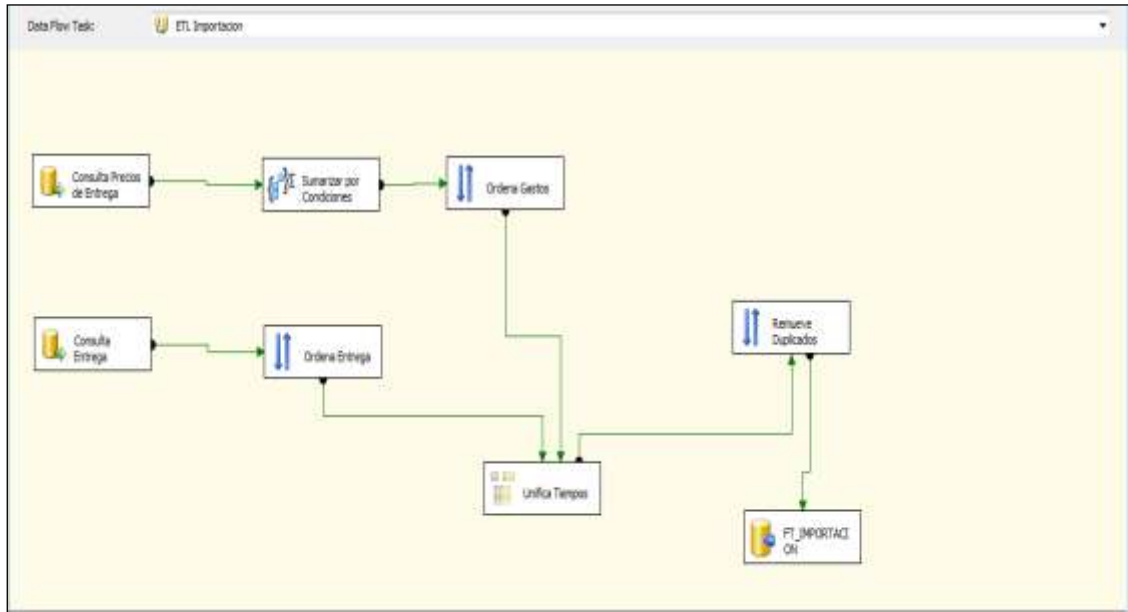 Data Flow Task:
ETL Importacion
Consulta Precios
de Entrega
Sumarizar por
Condiciones
Ordena Gastos
Consulta
Entrega
Ordena Entrega
Remueve
Duplicados
Unifica Tiempos
FT_IMPORTACI
ON